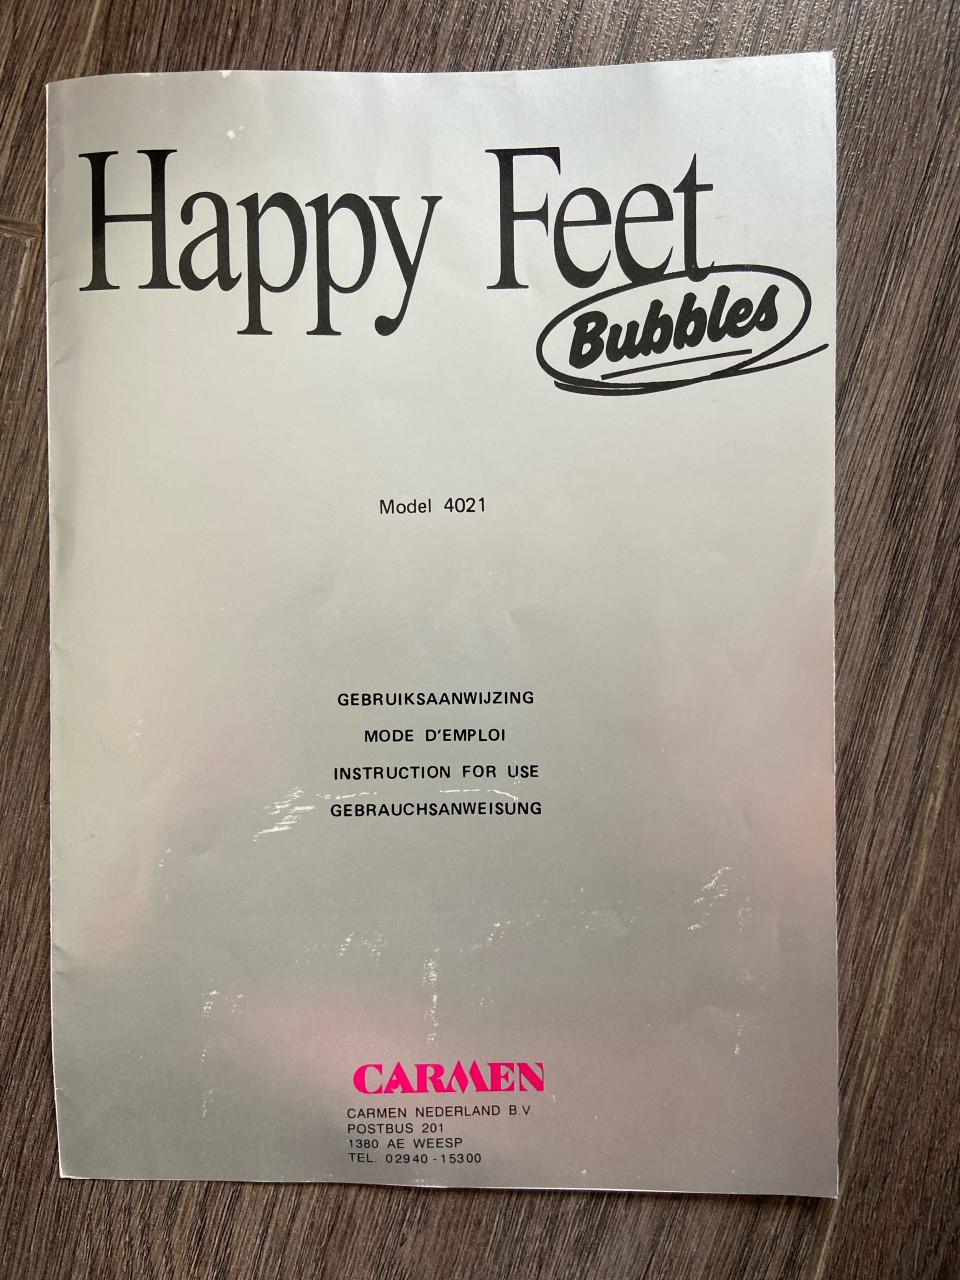 Happy Feet
Bubbles
Model 4021
GEBRUIKSAANWIJZING
MODE D'EMPLOI
INSTRUCTION FOR USE
GEBRAUCHSANWEISUNG
CARMEN
CARMEN NEDERLAND B.V.
POSTBUS 201
1380 AE WEESP
TEL. 02940-15300